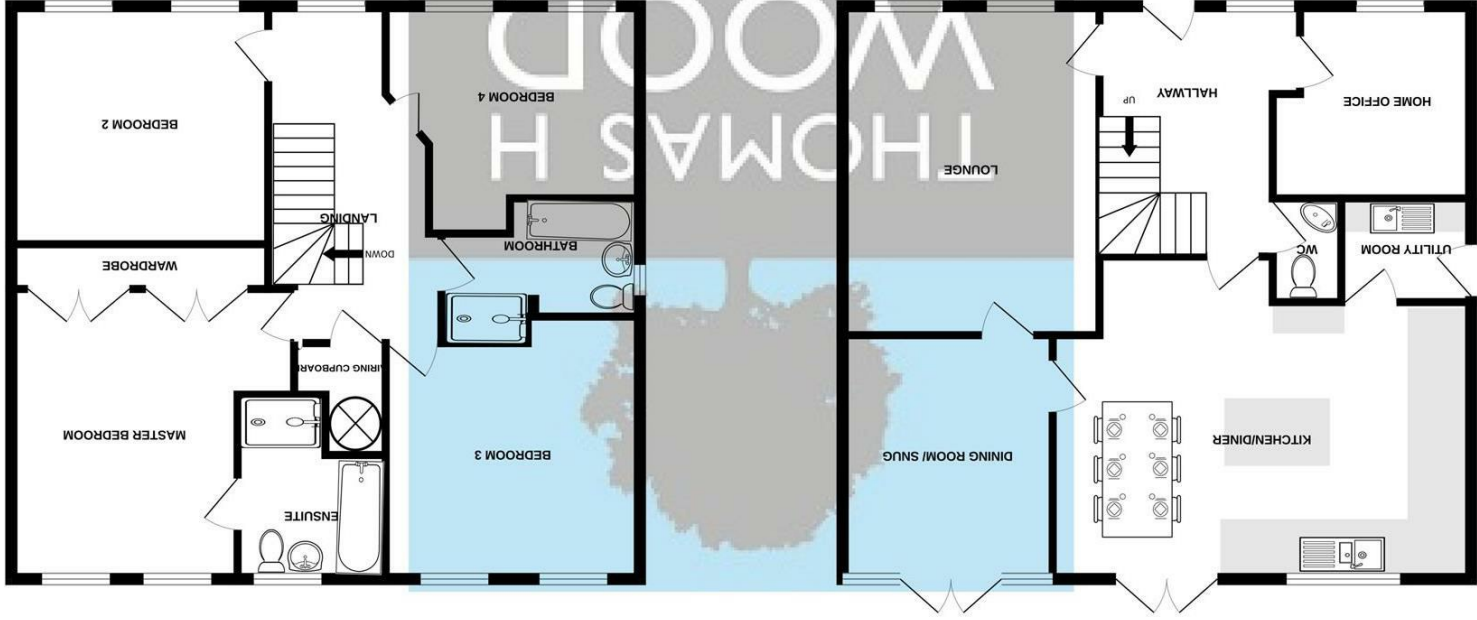 KITCHEN/DINER
DINING ROOM/ SNUG
UTILITY ROOM
WC
LOUNGE
HOME OFFICE
UP
HALLWAY
THOMAS H
WOOD
ENSUITE
BEDROOM 3
MASTER BEDROOM
AIRING CUPBOARD
WARDROBE
DOWN
BATHROOM
LANDING
BEDROOM 4
BEDROOM 2